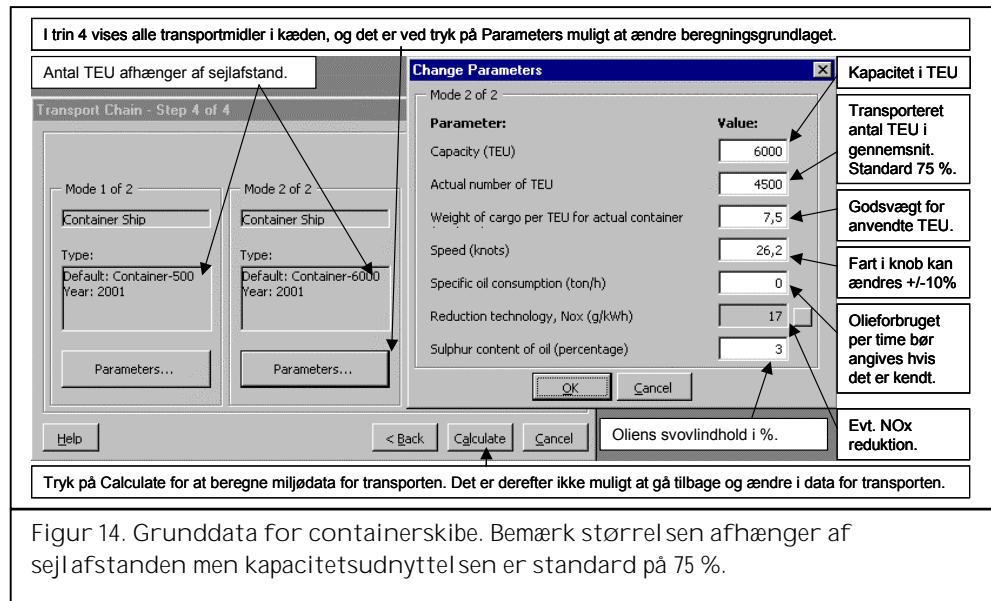 I trin 4 vises alle transportmidler i kæden, og det er ved tryk på Parameters muligt at ændre beregningsgrundlaget.
Antal TEU afhænger af sejlafstand.
Transport Chain - Step 4 of 4
Mode 1 of 2
Container Ship
Type:
Default: Container-500
Year: 2001
Parameters...
Mode 2 of 2
Container Ship
Type:
Default: Container-6000
Year: 2001
Parameters...
Help
< Back
Calculate
Cancel
Change Parameters
Mode 2 of 2
Parameter: Value:
Capacity (TEU) 6000
Actual number of TEU 4500
Weight of cargo per TEU for actual container 7,5
Speed (knots) 26,2
Specific oil consumption (ton/h) 0
Reduction technology, Nox (g/kWh) 17
Sulphur content of oil (percentage) 3
OK
Cancel
Kapacitet i TEU
Transporteret
antal TEU i
gennemsnit.
Standard 75 %.
Godsvægt for
anvendte TEU.
Fart i knob kan
ændres +/-10%
Olieforbruget
per time bør
angives hvis
det er kendt.
Evt. NOx
reduktion.
Oliens svovlindhold i %.
Tryk på Calculate for at beregne miljødata for transporten. Det er derefter ikke muligt at gå tilbage og ændre i data for transporten.
Figur 14. Grunddata for containerskibe. Bemærk størrelsen afhænger af
sejlafstanden men kapacitetsudnyttelsen er standard på 75 %.